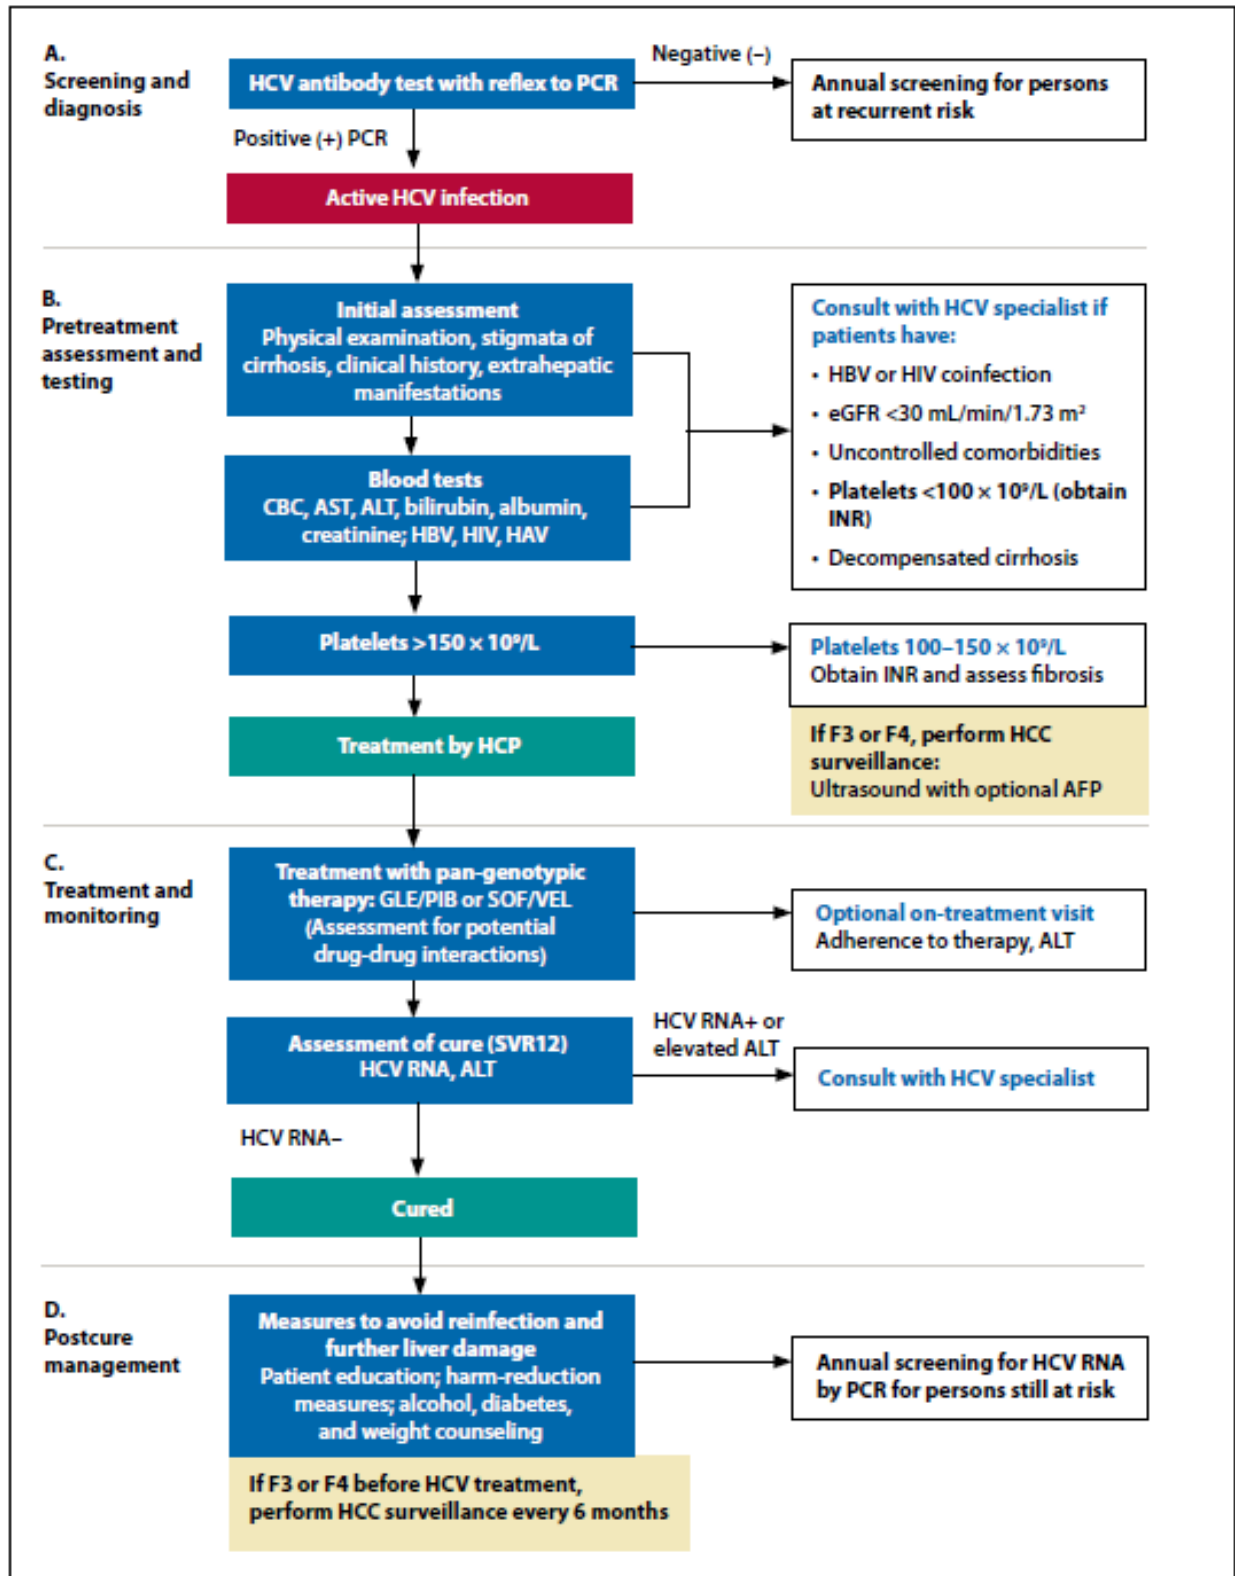 A.
Screening and
diagnosis
HCV antibody test with reflex to PCR
Negative (–)
Annual screening for persons
at recurrent risk
Positive (+) PCR
Active HCV infection
B.
Pretreatment
assessment and
testing
Initial assessment
Physical examination, stigmata of
cirrhosis, clinical history, extrahepatic
manifestations
Blood tests
CBC, AST, ALT, bilirubin, albumin,
creatinine; HBV, HIV, HAV
Consult with HCV specialist if
patients have:
• HBV or HIV coinfection
• eGFR <30 mL/min/1.73 m²
• Uncontrolled comorbidities
• Platelets <100 × 10⁹/L (obtain
INR)
• Decompensated cirrhosis
Platelets >150 × 10⁹/L
Platelets 100–150 × 10⁹/L
Obtain INR and assess fibrosis
Treatment by HCP
If F3 or F4, perform HCC
surveillance:
Ultrasound with optional AFP
C.
Treatment and
monitoring
Treatment with pan-genotypic
therapy: GLE/PIB or SOF/VEL
(Assessment for potential
drug-drug interactions)
Optional on-treatment visit
Adherence to therapy, ALT
Assessment of cure (SVR12)
HCV RNA, ALT
HCV RNA+ or
elevated ALT
Consult with HCV specialist
HCV RNA–
Cured
D.
Postcure
management
Measures to avoid reinfection and
further liver damage
Patient education; harm-reduction
measures; alcohol, diabetes,
and weight counseling
Annual screening for HCV RNA
by PCR for persons still at risk
If F3 or F4 before HCV treatment,
perform HCC surveillance every 6 months